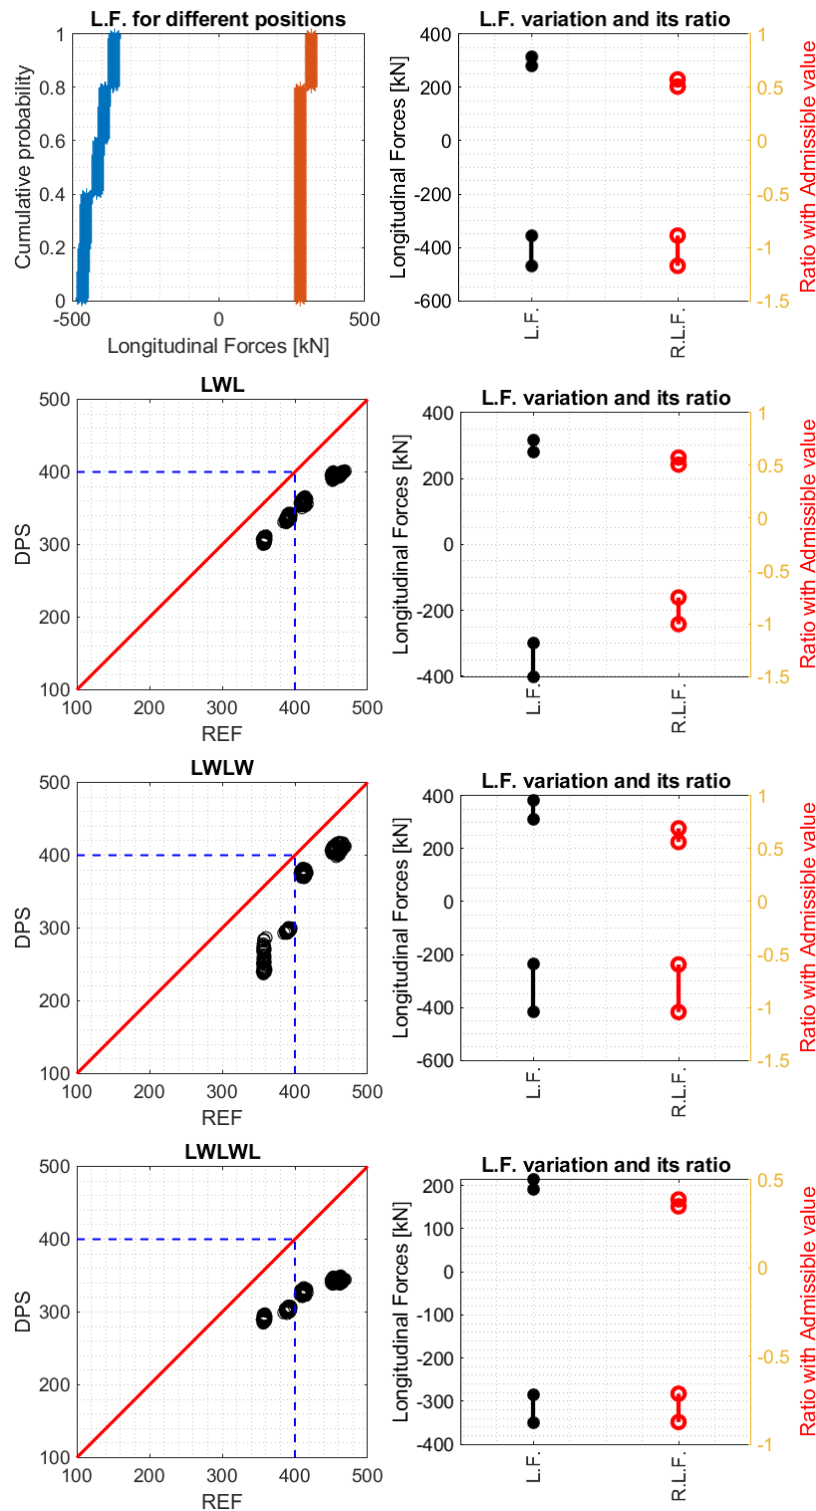 L.F. for different positions
Cumulative probability
1
0.8
0.6
0.4
0.2
0
-500
0
500
Longitudinal Forces [kN]
L.F. variation and its ratio
Longitudinal Forces [kN]
400
200
0
-200
-400
-600
L.F.
R.L.F.
1
0.5
0
-0.5
-1
-1.5
Ratio with Admissible value
LWL
DPS
500
400
300
200
100
100
200
300
400
500
REF
L.F. variation and its ratio
Longitudinal Forces [kN]
400
200
0
-200
-400
L.F.
R.L.F.
1
0.5
0
-0.5
-1
-1.5
Ratio with Admissible value
LWLW
DPS
500
400
300
200
100
100
200
300
400
500
REF
L.F. variation and its ratio
Longitudinal Forces [kN]
400
200
0
-200
-400
-600
L.F.
R.L.F.
1
0.5
0
-0.5
-1
-1.5
Ratio with Admissible value
LWLWL
DPS
500
400
300
200
100
100
200
300
400
500
REF
L.F. variation and its ratio
Longitudinal Forces [kN]
200
100
0
-100
-200
-300
-400
L.F.
R.L.F.
0.5
0
-0.5
-1
Ratio with Admissible value